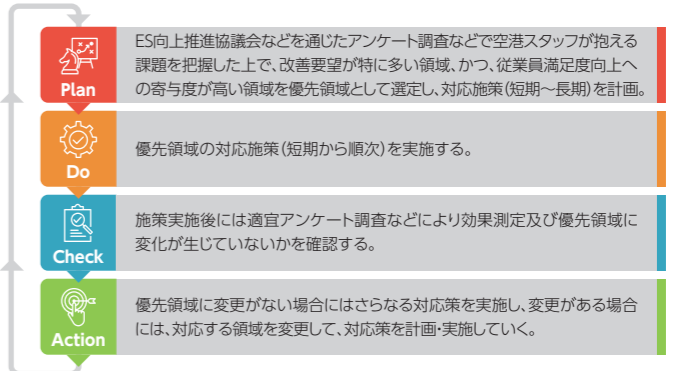 ES向上推進協議会などを通じたアンケート調査などで空港スタッフが抱える
課題を把握した上で、改善要望が特に多い領域、かつ、従業員満足度向上へ
の寄与度が高い領域を優先領域として選定し、対応施策(短期〜長期)を計画。
Plan
優先領域の対応施策(短期から順次)を実施する。
Do
施策実施後には適宜アンケート調査などにより効果測定及び優先領域に
変化が生じていないかを確認する。
Check
優先領域に変更がない場合にはさらなる対応策を実施し、変更がある場合
には、対応する領域を変更して、対応策を計画・実施していく。
Action